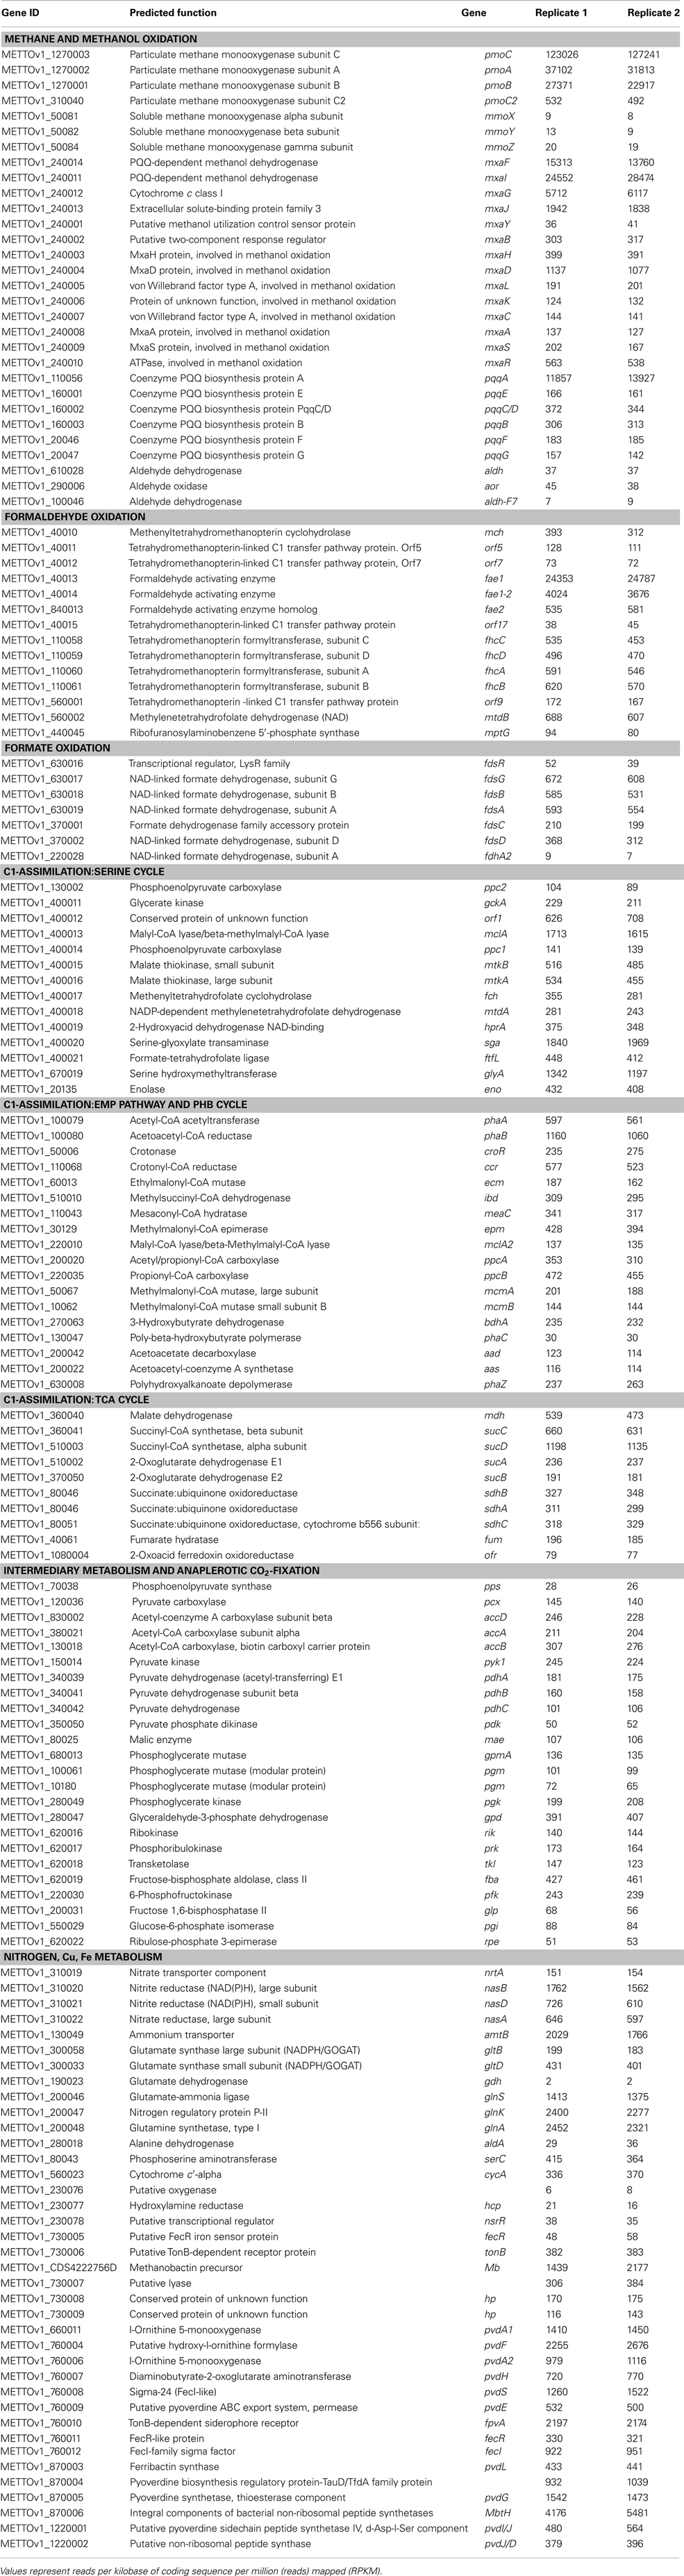 Gene ID Predicted function Gene Replicate 1 Replicate 2
METHANE AND METHANOL OXIDATION
METTOv1_1270003 Particulate methane monooxygenase subunit C pmoC 123026 127241
METTOv1_1270002 Particulate methane monooxygenase subunit A pmoA 37102 31813
METTOv1_1270001 Particulate methane monooxygenase subunit B pmoB 27371 22917
METTOv1_310040 Particulate methane monooxygenase subunit C2 pmoC2 532 492
METTOv1_50081 Soluble methane monooxygenase alpha subunit mmoX 9 8
METTOv1_50082 Soluble methane monooxygenase beta subunit mmoY 13 9
METTOv1_50084 Soluble methane monooxygenase gamma subunit mmoZ 20 19
METTOv1_240014 PQQ-dependent methanol dehydrogenase mxaF 15313 13760
METTOv1_240011 PQQ-dependent methanol dehydrogenase mxaI 24552 28474
METTOv1_240012 Cytochrome c class I mxaG 5712 6117
METTOv1_240013 Extracellular solute-binding protein family 3 mxaJ 1942 1838
METTOv1_240001 Putative methanol utilization control sensor protein mxaY 36 41
METTOv1_240002 Putative two-component response regulator mxaB 303 317
METTOv1_240003 MxaH protein, involved in methanol oxidation mxaH 399 391
METTOv1_240004 MxaD protein, involved in methanol oxidation mxaD 1137 1077
METTOv1_240005 von Willebrand factor type A, involved in methanol oxidation mxaL 191 201
METTOv1_240006 Protein of unknown function, involved in methanol oxidation mxaK 124 132
METTOv1_240007 von Willebrand factor type A, involved in methanol oxidation mxaC 144 141
METTOv1_240008 MxaA protein, involved in methanol oxidation mxaA 137 127
METTOv1_240009 MxaS protein, involved in methanol oxidation mxaS 202 167
METTOv1_240010 ATPase, involved in methanol oxidation mxaR 563 538
METTOv1_110056 Coenzyme PQQ biosynthesis protein A pqqA 11857 13927
METTOv1_160001 Coenzyme PQQ biosynthesis protein E pqqE 166 161
METTOv1_160002 Coenzyme PQQ biosynthesis protein PqqC/D pqqC/D 372 344
METTOv1_160003 Coenzyme PQQ biosynthesis protein B pqqB 306 313
METTOv1_20046 Coenzyme PQQ biosynthesis protein F pqqF 183 185
METTOv1_20047 Coenzyme PQQ biosynthesis protein G pqqG 157 142
METTOv1_610028 Aldehyde dehydrogenase aldh 37 37
METTOv1_290006 Aldehyde oxidase aor 45 38
METTOv1_100046 Aldehyde dehydrogenase aldh-F7 7 9
FORMALDEHYDE OXIDATION
METTOv1_40010 Methenyltetrahydromethanopterin cyclohydrolase mch 393 312
METTOv1_40011 Tetrahydromethanopterin-linked C1 transfer pathway protein. Orf5 orf5 128 111
METTOv1_40012 Tetrahydromethanopterin-linked C1 transfer pathway protein, Orf7 orf7 73 72
METTOv1_40013 Formaldehyde activating enzyme fae1 24353 24787
METTOv1_40014 Formaldehyde activating enzyme fae1-2 4024 3676
METTOv1_840013 Formaldehyde activating enzyme homolog fae2 535 581
METTOv1_40015 Tetrahydromethanopterin-linked C1 transfer pathway protein orf17 38 45
METTOv1_110058 Tetrahydromethanopterin formyltransferase, subunit C fhcC 535 453
METTOv1_110059 Tetrahydromethanopterin formyltransferase, subunit D fhcD 496 470
METTOv1_110060 Tetrahydromethanopterin formyltransferase, subunit A fhcA 591 546
METTOv1_110061 Tetrahydromethanopterin formyltransferase, subunit B fhcB 620 570
METTOv1_560001 Tetrahydromethanopterin -linked C1 transfer pathway protein orf9 172 167
METTOv1_560002 Methylenetetrahydrofolate dehydrogenase (NAD) mtdB 688 607
METTOv1_440045 Ribofuranosylaminobenzene 5′-phosphate synthase mptG 94 80
FORMATE OXIDATION
METTOv1_630016 Transcriptional regulator, LysR family fdsR 52 39
METTOv1_630017 NAD-linked formate dehydrogenase, subunit G fdsG 672 608
METTOv1_630018 NAD-linked formate dehydrogenase, subunit B fdsB 585 531
METTOv1_630019 NAD-linked formate dehydrogenase, subunit A fdsA 593 554
METTOv1_370001 Formate dehydrogenase family accessory protein fdsC 210 199
METTOv1_370002 NAD-linked formate dehydrogenase, subunit D fdsD 368 312
METTOv1_220028 NAD-linked formate dehydrogenase, subunit A fdhA2 9 7
C1-ASSIMILATION:SERINE CYCLE
METTOv1_130002 Phosphoenolpyruvate carboxylase ppc2 104 89
METTOv1_400011 Glycerate kinase gckA 229 211
METTOv1_400012 Conserved protein of unknown function orf1 626 708
METTOv1_400013 Malyl-CoA lyase/beta-methylmalyl-CoA lyase mclA 1713 1615
METTOv1_400014 Phosphoenolpyruvate carboxylase ppc1 141 139
METTOv1_400015 Malate thiokinase, small subunit mtkB 516 485
METTOv1_400016 Malate thiokinase, large subunit mtkA 534 455
METTOv1_400017 Methenyltetrahydrofolate cyclohydrolase fch 355 281
METTOv1_400018 NADP-dependent methylenetetrahydrofolate dehydrogenase mtdA 281 243
METTOv1_400019 2-Hydroxyacid dehydrogenase NAD-binding hprA 375 348
METTOv1_400020 Serine-glyoxylate transaminase sga 1840 1969
METTOv1_400021 Formate-tetrahydrofolate ligase ftfL 448 412
METTOv1_670019 Serine hydroxymethyltransferase glyA 1342 1197
METTOv1_20135 Enolase eno 432 408
C1-ASSIMILATION:EMP PATHWAY AND PHB CYCLE
METTOv1_100079 Acetyl-CoA acetyltransferase phaA 597 561
METTOv1_100080 Acetoacetyl-CoA reductase phaB 1160 1060
METTOv1_50006 Crotonase croR 235 275
METTOv1_110068 Crotonyl-CoA reductase ccr 577 523
METTOv1_60013 Ethylmalonyl-CoA mutase ecm 187 162
METTOv1_510010 Methylsuccinyl-CoA dehydrogenase ibd 309 295
METTOv1_110043 Mesaconyl-CoA hydratase meaC 341 317
METTOv1_30129 Methylmalonyl-CoA epimerase epm 428 394
METTOv1_220010 Malyl-CoA lyase/beta-Methylmalyl-CoA lyase mclA2 137 135
METTOv1_200020 Acetyl/propionyl-CoA carboxylase ppcA 353 310
METTOv1_220035 Propionyl-CoA carboxylase ppcB 472 455
METTOv1_50067 Methylmalonyl-CoA mutase, large subunit mcmA 201 188
METTOv1_10062 Methylmalonyl-CoA mutase small subunit B mcmB 144 144
METTOv1_270063 3-Hydroxybutyrate dehydrogenase bdhA 235 232
METTOv1_130047 Poly-beta-hydroxybutyrate polymerase phaC 30 30
METTOv1_200042 Acetoacetate decarboxylase aad 123 114
METTOv1_200022 Acetoacetyl-coenzyme A synthetase aas 116 114
METTOv1_630008 Polyhydroxyalkanoate depolymerase phaZ 237 263
C1-ASSIMILATION:TCA CYCLE
METTOv1_360040 Malate dehydrogenase mdh 539 473
METTOv1_360041 Succinyl-CoA synthetase, beta subunit sucC 660 631
METTOv1_510003 Succinyl-CoA synthetase, alpha subunit sucD 1198 1135
METTOv1_510002 2-Oxoglutarate dehydrogenase E1 sucA 236 237
METTOv1_370050 2-Oxoglutarate dehydrogenase E2 sucB 191 181
METTOv1_80046 Succinate:ubiquinone oxidoreductase sdhB 327 348
METTOv1_80046 Succinate:ubiquinone oxidoreductase sdhA 311 299
METTOv1_80051 Succinate:ubiquinone oxidoreductase, cytochrome b556 subunit: sdhC 318 329
METTOv1_40061 Fumarate hydratase fum 196 185
METTOv1_1080004 2-Oxoacid ferredoxin oxidoreductase ofr 79 77
INTERMEDIARY METABOLISM AND ANAPLEROTIC CO₂-FIXATION
METTOv1_70038 Phosphoenolpyruvate synthase pps 28 26
METTOv1_120036 Pyruvate carboxylase pcx 145 140
METTOv1_830002 Acetyl-coenzyme A carboxylase subunit beta accD 246 228
METTOv1_380021 Acetyl-CoA carboxylase subunit alpha accA 211 204
METTOv1_130018 Acetyl-CoA carboxylase, biotin carboxyl carrier protein accB 307 276
METTOv1_150014 Pyruvate kinase pyk1 245 224
METTOv1_340039 Pyruvate dehydrogenase (acetyl-transferring) E1 pdhA 181 175
METTOv1_340041 Pyruvate dehydrogenase subunit beta pdhB 160 158
METTOv1_340042 Pyruvate dehydrogenase pdhC 101 106
METTOv1_350050 Pyruvate phosphate dikinase pdk 50 52
METTOv1_80025 Malic enzyme mae 107 106
METTOv1_680013 Phosphoglycerate mutase gpmA 136 135
METTOv1_100061 Phosphoglycerate mutase (modular protein) pgm 101 99
METTOv1_10180 Phosphoglycerate mutase (modular protein) pgm 72 65
METTOv1_280049 Phosphoglycerate kinase pgk 199 208
METTOv1_280047 Glyceraldehyde-3-phosphate dehydrogenase gpd 391 407
METTOv1_620016 Ribokinase rik 140 144
METTOv1_620017 Phosphoribulokinase prk 173 164
METTOv1_620018 Transketolase tkl 147 123
METTOv1_620019 Fructose-bisphosphate aldolase, class II fba 427 461
METTOv1_220030 6-Phosphofructokinase pfk 243 239
METTOv1_200031 Fructose 1,6-bisphosphatase II glp 68 56
METTOv1_550029 Glucose-6-phosphate isomerase pgi 88 84
METTOv1_620022 Ribulose-phosphate 3-epimerase rpe 51 53
NITROGEN, Cu, Fe METABOLISM
METTOv1_310019 Nitrate transporter component nrtA 151 154
METTOv1_310020 Nitrite reductase (NAD(P)H), large subunit nasB 1762 1562
METTOv1_310021 Nitrite reductase (NAD(P)H), small subunit nasD 726 610
METTOv1_310022 Nitrate reductase, large subunit nasA 646 597
METTOv1_130049 Ammonium transporter amtB 2029 1766
METTOv1_300058 Glutamate synthase large subunit (NADPH/GOGAT) gltB 199 183
METTOv1_300033 Glutamate synthase small subunit (NADPH/GOGAT) gltD 431 401
METTOv1_190023 Glutamate dehydrogenase gdh 2 2
METTOv1_200046 Glutamate-ammonia ligase glnS 1413 1375
METTOv1_200047 Nitrogen regulatory protein P-II glnK 2400 2277
METTOv1_200048 Glutamine synthetase, type I glnA 2452 2321
METTOv1_280018 Alanine dehydrogenase aldA 29 36
METTOv1_80043 Phosphoserine aminotransferase serC 415 364
METTOv1_560023 Cytochrome c′-alpha cycA 336 370
METTOv1_230076 Putative oxygenase 6 8
METTOv1_230077 Hydroxylamine reductase hcp 21 16
METTOv1_230078 Putative transcriptional regulator nsrR 38 35
METTOv1_730005 Putative FecR iron sensor protein fecR 48 58
METTOv1_730006 Putative TonB-dependent receptor protein tonB 382 383
METTOv1_CDS4222756D Methanobactin precursor Mb 1439 2177
METTOv1_730007 Putative lyase 306 384
METTOv1_730008 Conserved protein of unknown function hp 170 175
METTOv1_730009 Conserved protein of unknown function hp 116 143
METTOv1_660011 l-Ornithine 5-monooxygenase pvdA1 1410 1450
METTOv1_760004 Putative hydroxy-l-ornithine formylase pvdF 2255 2676
METTOv1_760006 l-Ornithine 5-monooxygenase pvdA2 979 1116
METTOv1_760007 Diaminobutyrate-2-oxoglutarate aminotransferase pvdH 720 770
METTOv1_760008 Sigma-24 (FecI-like) pvdS 1260 1522
METTOv1_760009 Putative pyoverdine ABC export system, permease pvdE 532 500
METTOv1_760010 TonB-dependent siderophore receptor fpvA 2197 2174
METTOv1_760011 FecR-like protein fecR 330 321
METTOv1_760012 FecI-family sigma factor fecI 922 951
METTOv1_870003 Ferribactin synthase pvdL 433 441
METTOv1_870004 Pyoverdine biosynthesis regulatory protein-TauD/TfdA family protein 932 1039
METTOv1_870005 Pyoverdine synthetase, thioesterase component pvdG 1542 1473
METTOv1_870006 Integral components of bacterial non-ribosomal peptide synthetases MbtH 4176 5481
METTOv1_1220001 Putative pyoverdine sidechain peptide synthetase IV, d-Asp-l-Ser component pvdI/J 480 564
METTOv1_1220002 Putative non-ribosomal peptide synthase pvdJ/D 379 396
Values represent reads per kilobase of coding sequence per million (reads) mapped (RPKM).